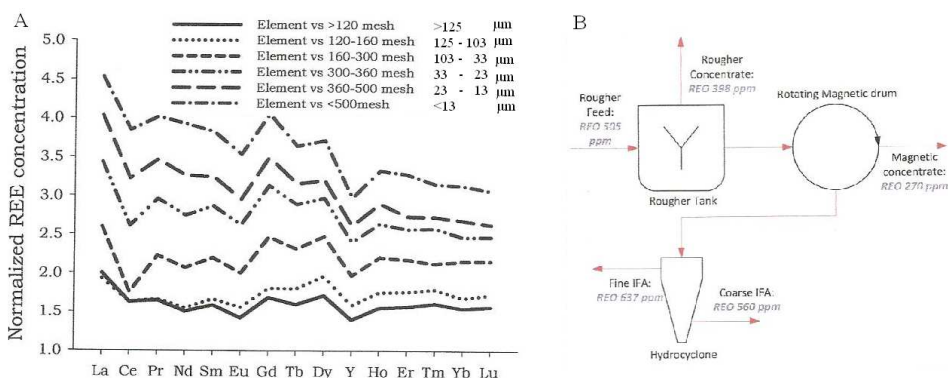 A
Element vs >120 mesh >125 µm
Element vs 120-160 mesh 125 - 103 µm
Element vs 160-300 mesh 103 - 33 µm
Element vs 300-360 mesh 33 - 23 µm
Element vs 360-500 mesh 23 - 13 µm
Element vs <500mesh <13 µm
Normalized REE concentration
5.0
4.5
4.0
3.5
3.0
2.5
2.0
1.5
1.0
La Ce Pr Nd Sm Eu Gd Tb Dy Y Ho Er Tm Yb Lu
B
Rougher
Concentrate:
REO 398 ppm
Rougher
Feed:
REO 505
ppm
Rougher Tank
Rotating Magnetic drum
Magnetic
concentrate:
REO 270 ppm
Fine IFA:
REO 637 ppm
Coarse IFA:
REO 560 ppm
Hydrocyclone